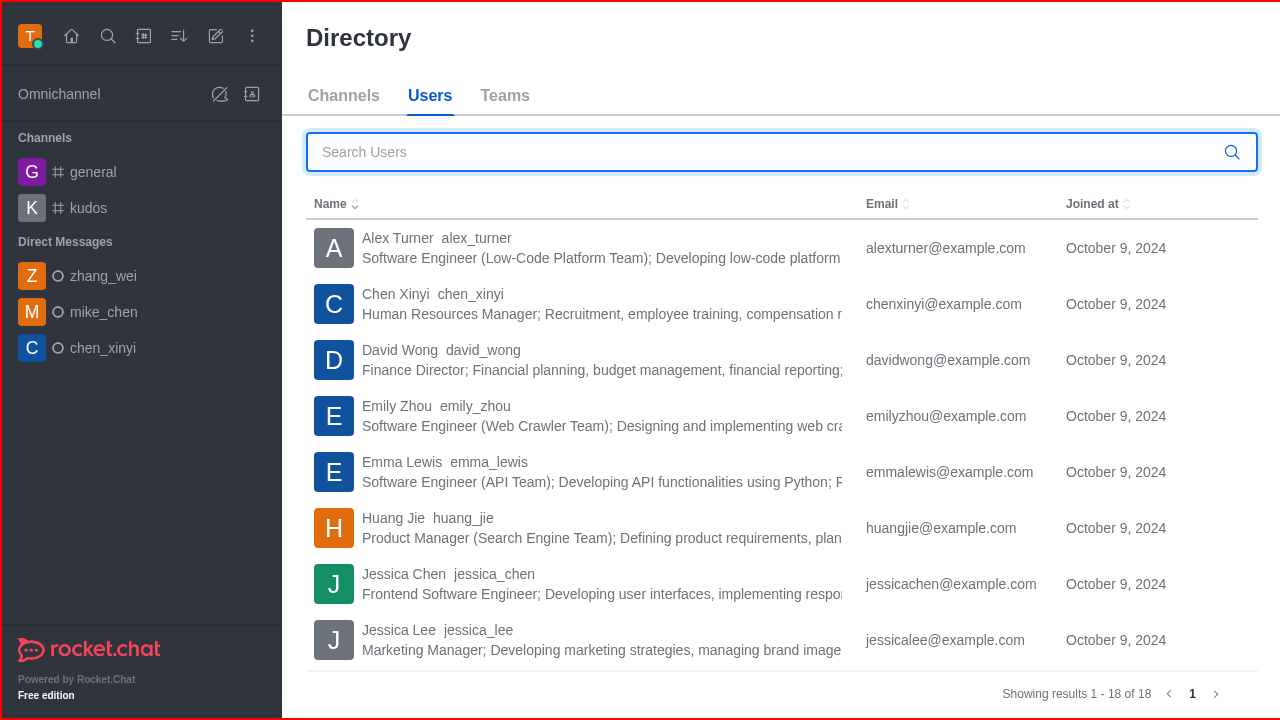 T
Directory
Omnichannel
Channels Users Teams
Channels
G general
K kudos
Direct Messages
Z zhang_wei
M mike_chen
C chen_xinyi
rocket.chat
Powered by Rocket.Chat
Free edition
Search Users
Name Email Joined at
A Alex Turner alex_turner alexturner@example.com October 9, 2024
Software Engineer (Low-Code Platform Team); Developing low-code platform
C Chen Xinyi chen_xinyi chenxinyi@example.com October 9, 2024
Human Resources Manager; Recruitment, employee training, compensation
D David Wong david_wong davidwong@example.com October 9, 2024
Finance Director; Financial planning, budget management, financial reporting;
E Emily Zhou emily_zhou emilyzhou@example.com October 9, 2024
Software Engineer (Web Crawler Team); Designing and implementing web
E Emma Lewis emma_lewis emmalewis@example.com October 9, 2024
Software Engineer (API Team); Developing API functionalities using Python;
H Huang Jie huang_jie huangjie@example.com October 9, 2024
Product Manager (Search Engine Team); Defining product requirements, plan
J Jessica Chen jessica_chen jessicachen@example.com October 9, 2024
Frontend Software Engineer; Developing user interfaces, implementing
J Jessica Lee jessica_lee jessicalee@example.com October 9, 2024
Marketing Manager; Developing marketing strategies, managing brand image
Showing results 1 - 18 of 18 1